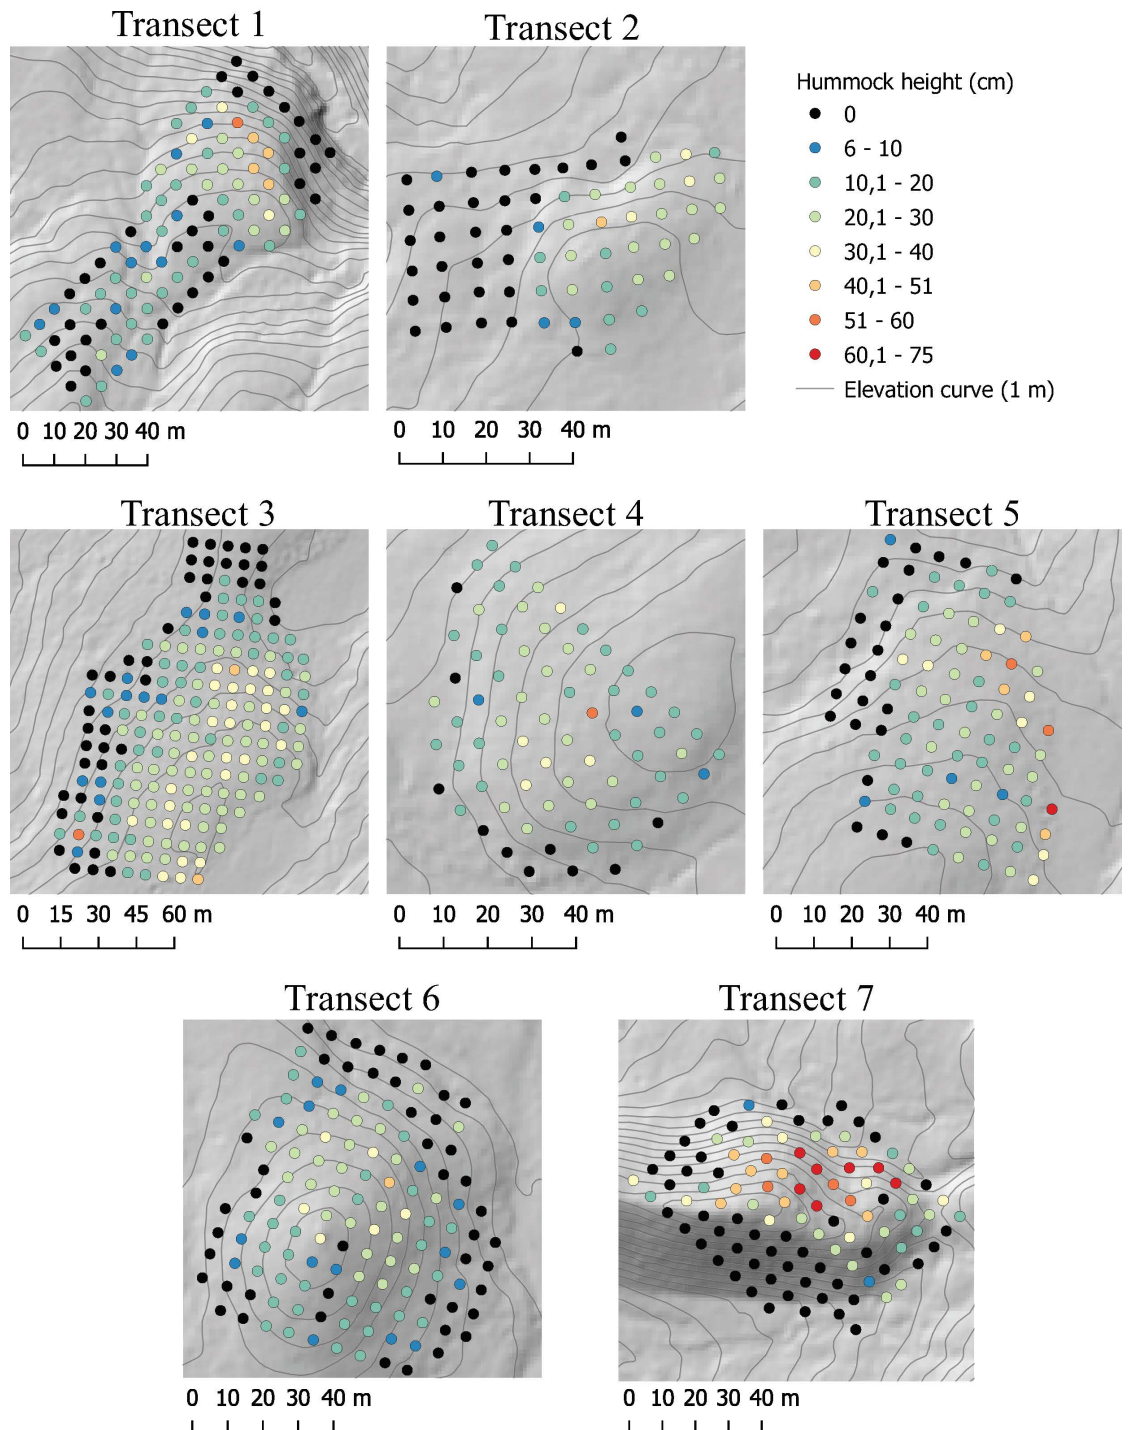 Transect 1
Transect 2
Hummock height (cm)
0
6 - 10
10,1 - 20
20,1 - 30
30,1 - 40
40,1 - 51
51 - 60
60,1 - 75
Elevation curve (1 m)
0 10 20 30 40 m
0 10 20 30 40 m
Transect 3
Transect 4
Transect 5
0 15 30 45 60 m
0 10 20 30 40 m
0 10 20 30 40 m
Transect 6
Transect 7
0 10 20 30 40 m
0 10 20 30 40 m